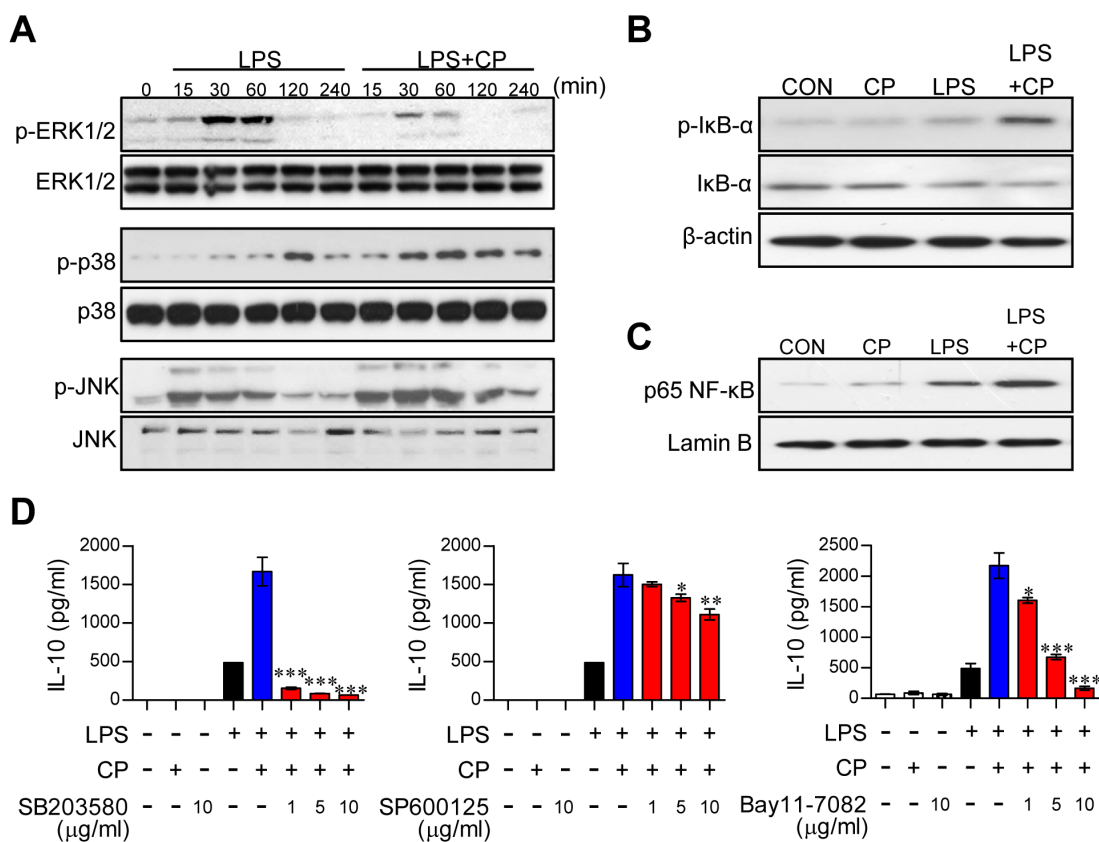 A
LPS LPS+CP
0 15 30 60 120 240 15 30 60 120 240 (min)
p-ERK1/2
ERK1/2
p-p38
p38
p-JNK
JNK
B
CON CP LPS LPS
+CP
p-IκB-α
IκB-α
β-actin
C
CON CP LPS LPS
+CP
p65 NF-κB
Lamin B
D
IL-10 (pg/ml)
2000
1500
1000
500
0
*** *** ***
LPS - - - + + + + +
CP - + - - + + + +
SB203580 - - 10 - - 1 5 10
(μg/ml)
IL-10 (pg/ml)
2000
1500
1000
500
0
* **
LPS - - - + + + + +
CP - + - - + + + +
SP600125 - - 10 - - 1 5 10
(μg/ml)
IL-10 (pg/ml)
2500
2000
1500
1000
500
0
* *** ***
LPS - - - + + + + +
CP - + - - + + + +
Bay11-7082 - - 10 - - 1 5 10
(μg/ml)